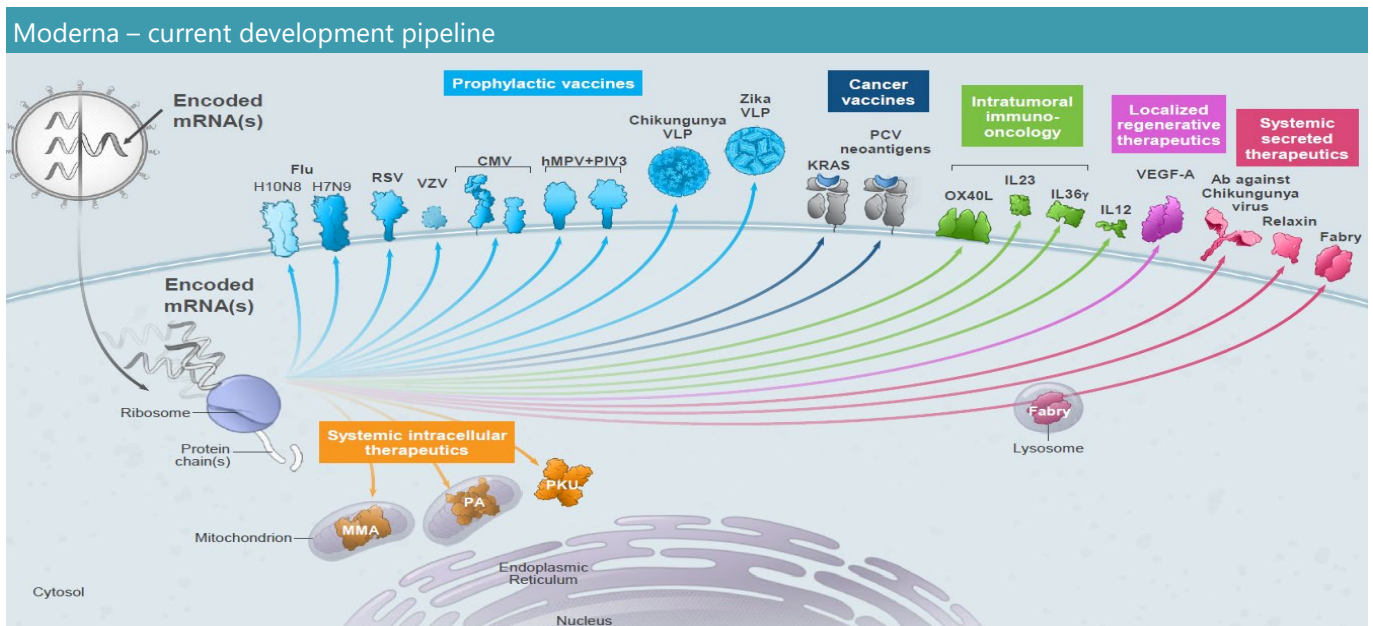 Moderna – current development pipeline
Encoded
mRNA(s)
Prophylactic vaccines
Cancer
vaccines
Intratumoral
immuno-
oncology
Localized
regenerative
therapeutics
Systemic
secreted
therapeutics
Flu
H10N8 H7N9
RSV
VZV
CMV
hMPV+PIV3
Chikungunya
VLP
Zika
VLP
KRAS
PCV
neoantigens
OX40L
IL23
IL36γ
IL12
VEGF-A
Ab against
Chikungunya
virus
Relaxin
Fabry
Encoded
mRNA(s)
Ribosome
Protein
chain(s)
Systemic intracellular
therapeutics
MMA
PA
PKU
Mitochondrion
Fabry
Lysosome
Endoplasmic
Reticulum
Nucleus
Cytosol